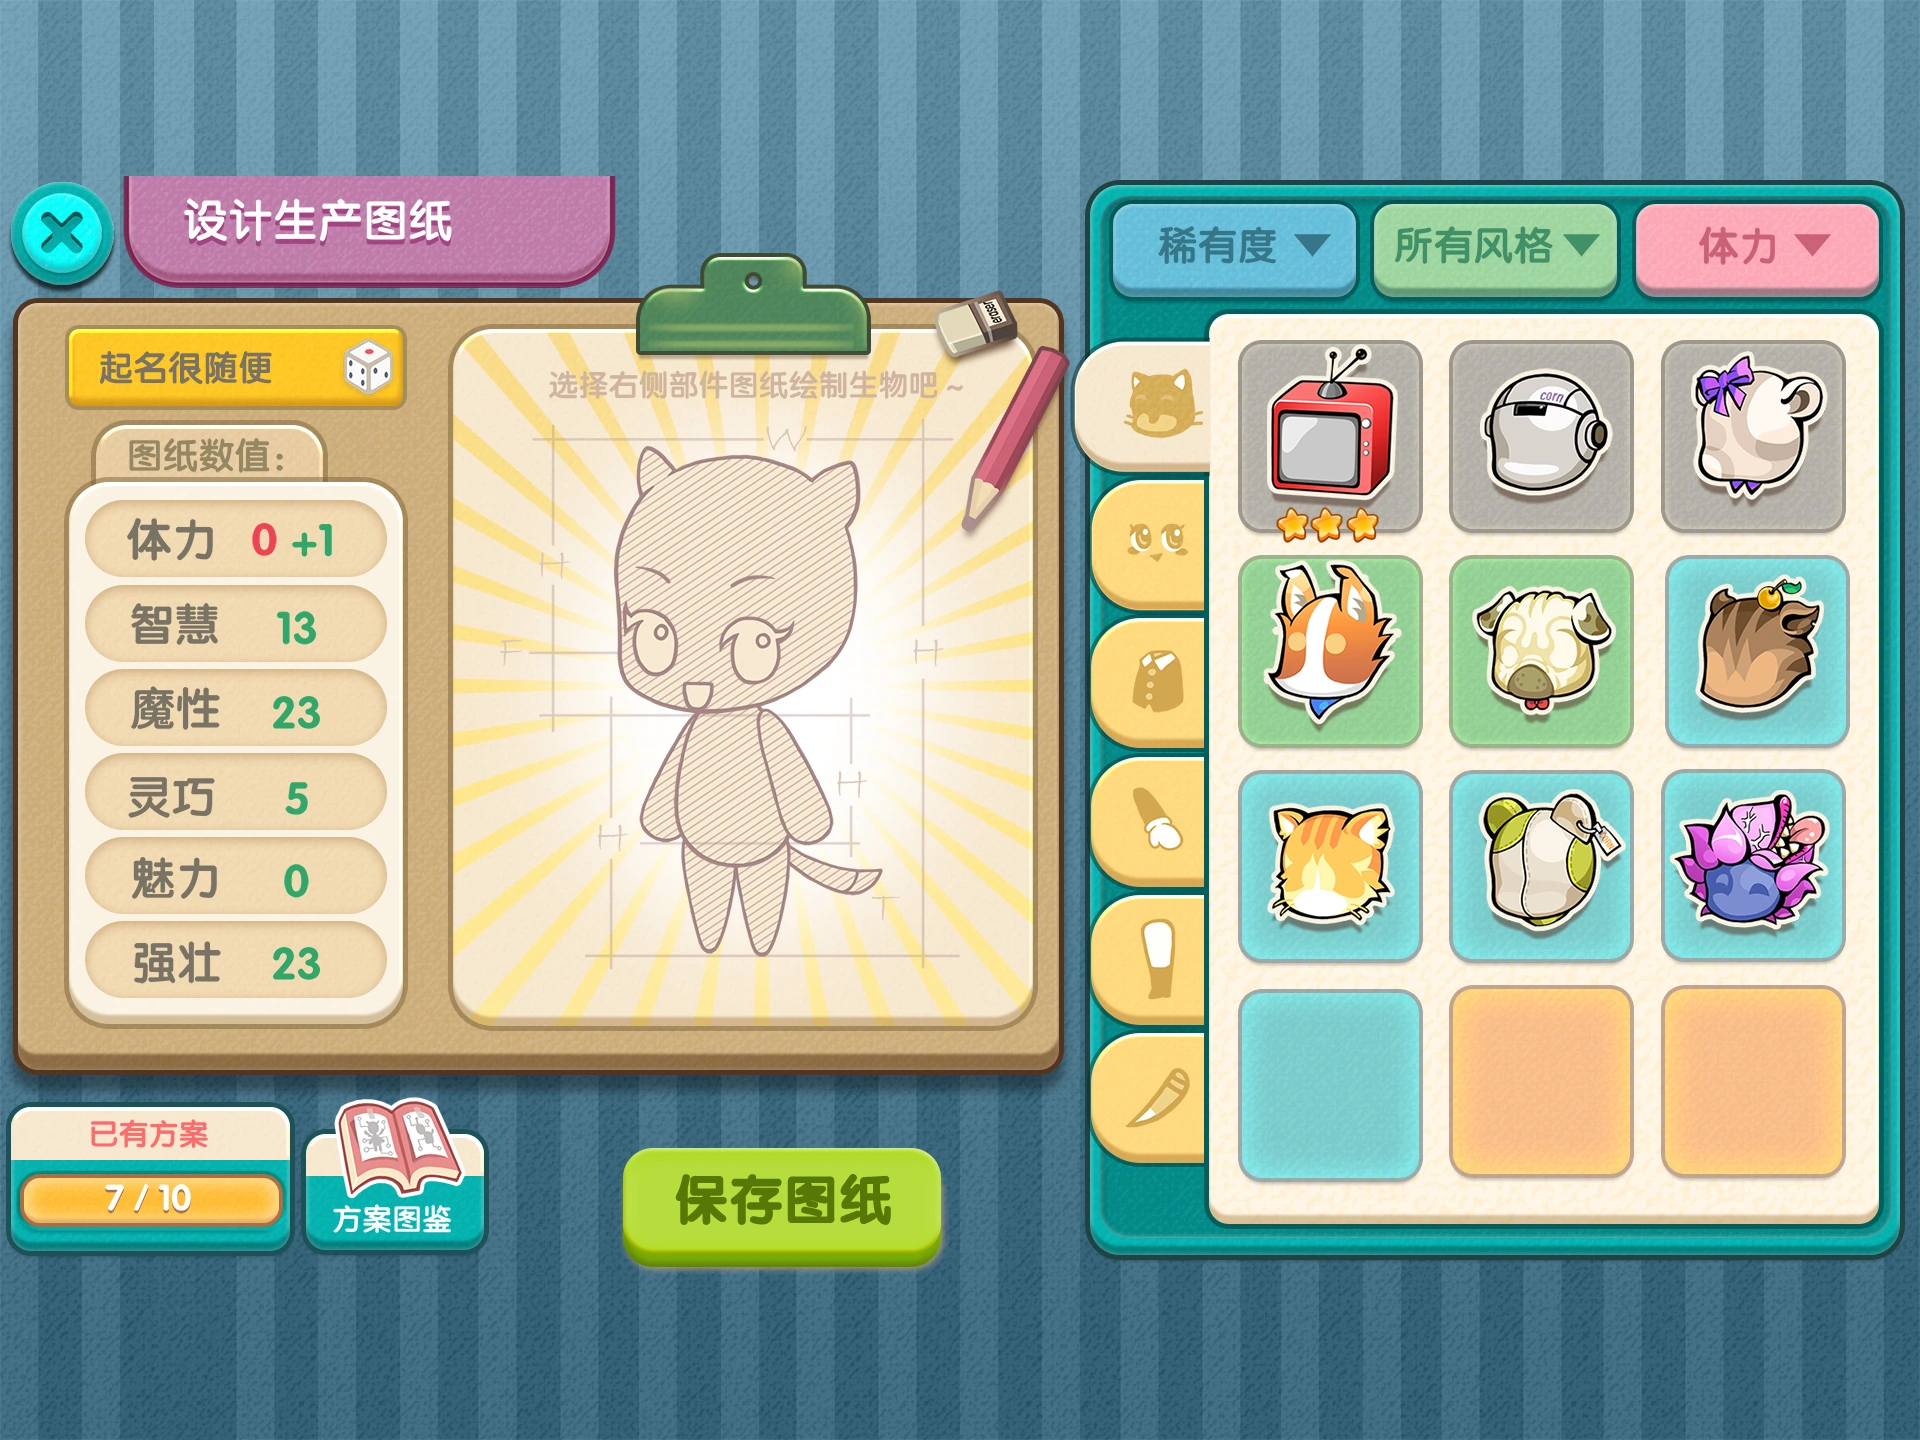 设计生产图纸
稀有度
所有风格
体力
起名很随便
eraser
选择右侧部件图纸绘制生物吧～
图纸数值：
体力 0 +1
智慧 13
魔性 23
灵巧 5
魅力 0
强壮 23
W
H
F
H
H
H
T
corn
已有方案
7 / 10
方案图鉴
保存图纸